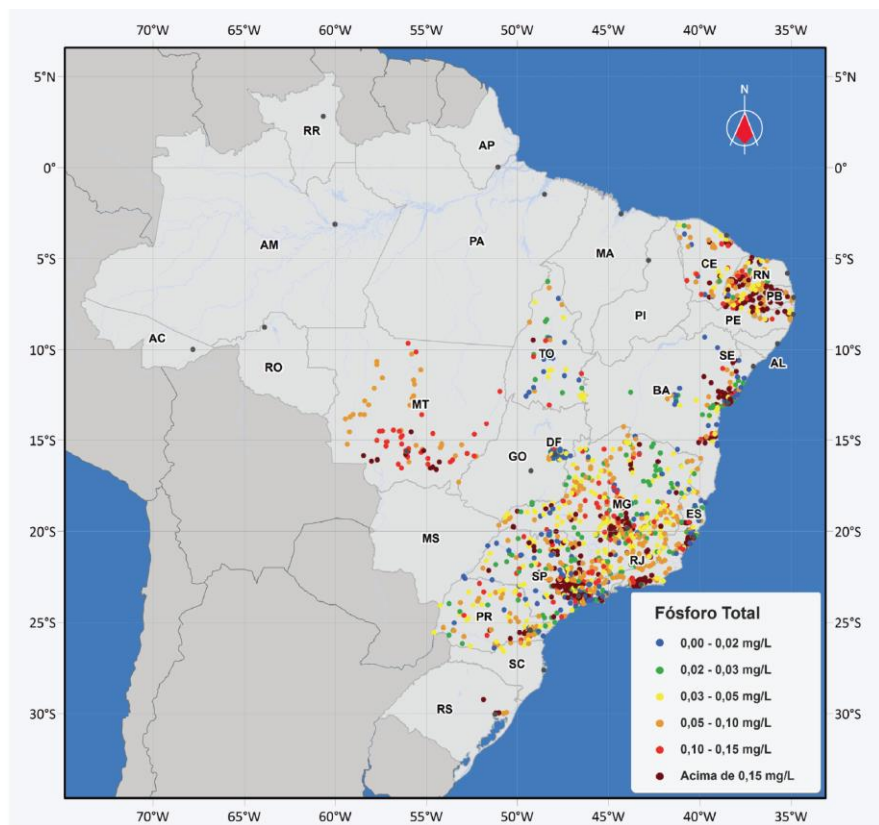 70°W 65°W 60°W 55°W 50°W 45°W 40°W 35°W
N
5°N 5°N
RR
AP
0° 0°
AM
PA
MA
CE
RN
5°S 5°S
PB
PI
PE
AC
TO
SE
10°S 10°S
RO
AL
BA
MT
15°S 15°S
DF
GO
MG
ES
20°S 20°S
MS
RJ
SP
PR
25°S 25°S
SC
RS
30°S 30°S
Fósforo Total
0,00 - 0,02 mg/L
0,02 - 0,03 mg/L
0,03 - 0,05 mg/L
0,05 - 0,10 mg/L
0,10 - 0,15 mg/L
Acima de 0,15 mg/L
70°W 65°W 60°W 55°W 50°W 45°W 40°W 35°W